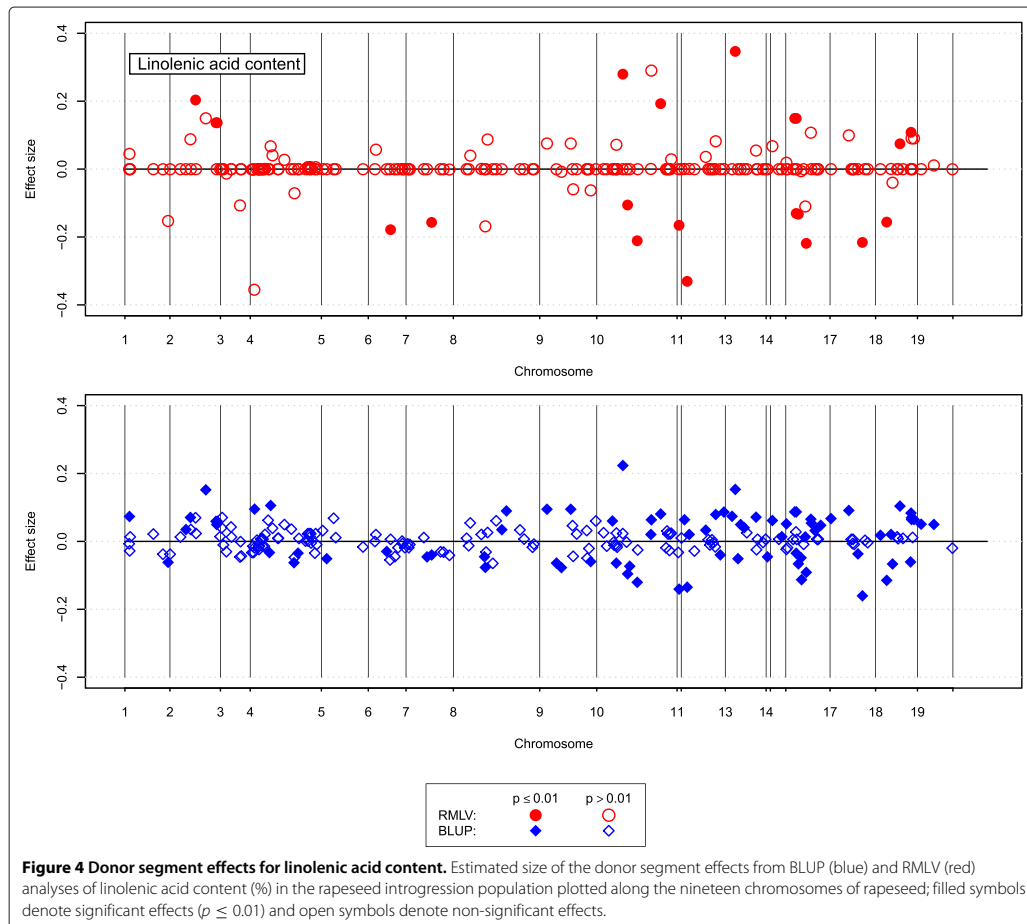 0.4
0.2
0.0
−0.2
−0.4
Effect size
Linolenic acid content
1 2 3 4 5 6 7 8 9 10 11 13 14 17 18 19
Chromosome
0.4
0.2
0.0
−0.2
−0.4
Effect size
1 2 3 4 5 6 7 8 9 10 11 13 14 17 18 19
Chromosome
p ≤ 0.01 p > 0.01
RMLV:
BLUP:
Figure 4 Donor segment effects for linolenic acid content. Estimated size of the donor segment effects from BLUP (blue) and RMLV (red)
analyses of linolenic acid content (%) in the rapeseed introgression population plotted along the nineteen chromosomes of rapeseed; filled symbols
denote significant effects (p ≤ 0.01) and open symbols denote non-significant effects.